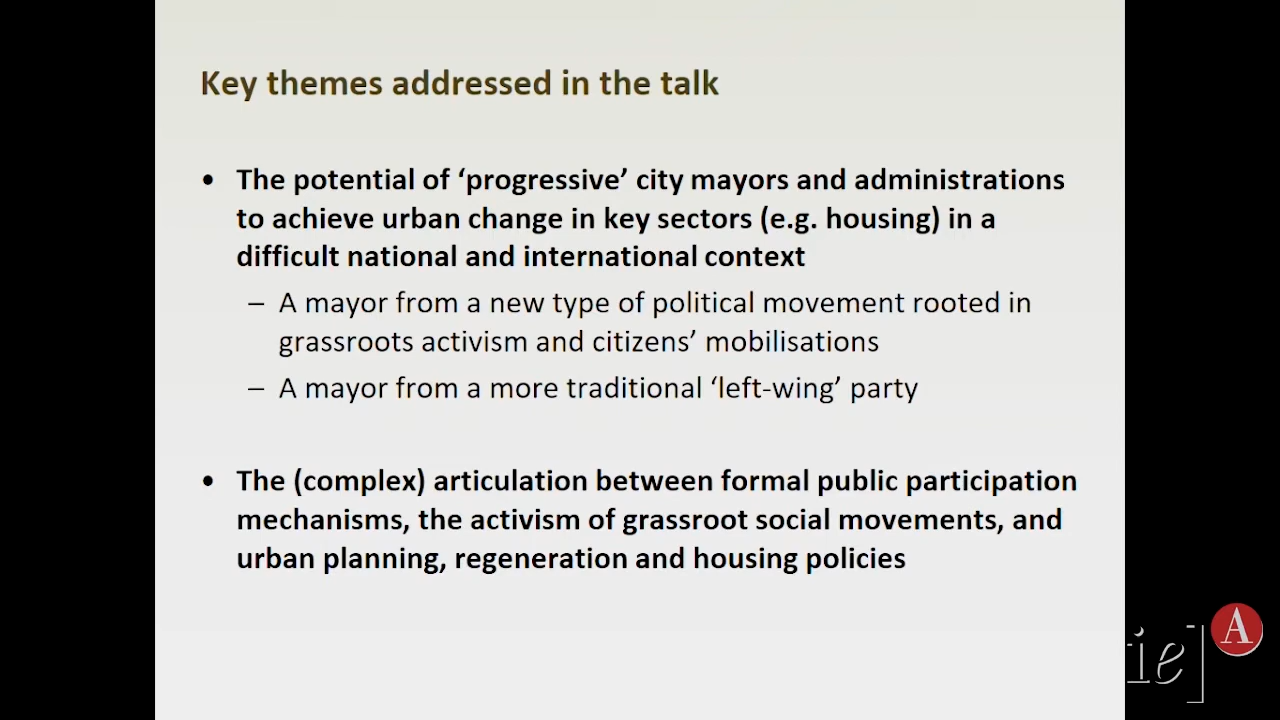 Key themes addressed in the talk
• The potential of ‘progressive’ city mayors and administrations
to achieve urban change in key sectors (e.g. housing) in a
difficult national and international context
– A mayor from a new type of political movement rooted in
grassroots activism and citizens’ mobilisations
– A mayor from a more traditional ‘left-wing’ party
• The (complex) articulation between formal public participation
mechanisms, the activism of grassroot social movements, and
urban planning, regeneration and housing policies
A
ie]